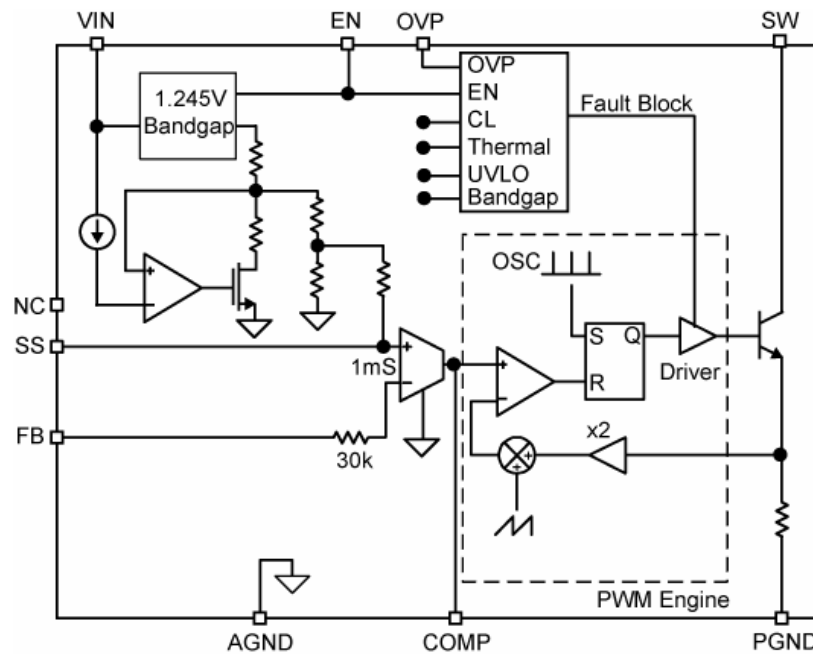 VIN
EN
OVP
SW
1.245V
Bandgap
OVP
EN
CL
Thermal
UVLO
Bandgap
Fault Block
OSC
NC
SS
1mS
S
Q
R
Driver
FB
30k
x2
+
-
+
-
+
-
+
+
PWM Engine
AGND
COMP
PGND